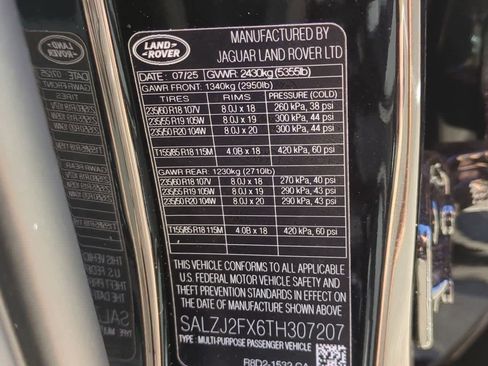 LAND
ROVER
MANUFACTURED BY
JAGUAR LAND ROVER LTD
DATE : 07/25 GVWR: 2430kg (5355lb)
GAWR FRONT: 1340kg (2950lb)
TIRES RIMS PRESSURE (COLD)
235/60 R18 107V 8.0J x 18 260 kPa, 38 psi
235/55 R19 105W 8.0J x 19 300 kPa, 44 psi
235/50 R20 104W 8.0J x 20 300 kPa, 44 psi
T155/85 R18 115M 4.0B x 18 420 kPa, 60 psi
GAWR REAR: 1230kg (2710lb)
235/60 R18 107V 8.0J x 18 270 kPa, 40 psi
235/55 R19 105W 8.0J x 19 290 kPa, 43 psi
235/50 R20 104W 8.0J x 20 290 kPa, 43 psi
T155/85 R18 115M 4.0B x 18 420 kPa, 60 psi
THIS VEHICLE CONFORMS TO ALL APPLICABLE
U.S. FEDERAL MOTOR VEHICLE SAFETY AND
THEFT PREVENTION STANDARDS IN EFFECT ON
THE DATE OF MANUFACTURE SHOWN ABOVE
SALZJ2FX6TH307207
TYPE : MULTI-PURPOSE PASSENGER VEHICLE